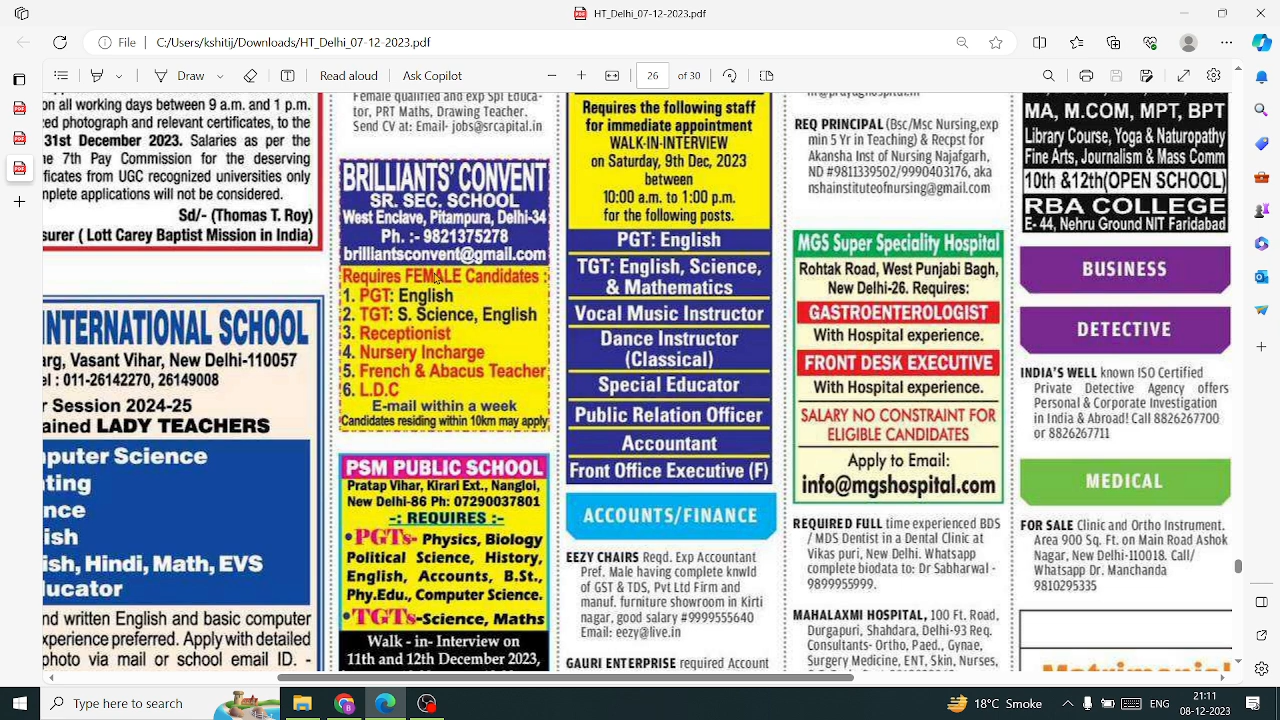 HT_Delhi_07-12-2023.pdf
File
C:/Users/khiti/HT_Delhi_07-12-2023.pdf
Draw
Read aloud
Ask Copilot
26
of 30
on all working days between 9 a.m. and 1 p.m.
ed photograph and relevant certificates, to the
31st December 2023. Salaries as per the
e 7th Pay Commission for the deserving
ificates from UGC recognized universities only
nplete applications will not be considered.
Sd/- (Thomas T. Roy)
surer ( Lott Carey Baptist Mission in India)
INTERNATIONAL SCHOOL
arg, Vasant Vihar, New Delhi-110057
el : 011-26142270, 26149008
r Session 2024-25
ained LADY TEACHERS
puter Science
ting
nce
ish
ish, Hindi, Math, EVS
ducator
nd written English and basic computer
xperience preferred. Apply with detailed
photo via mail or school email ID. -
Female qualified and exp Spl Educa-
tor, PRT Maths, Drawing Teacher.
Send CV at: Email- jobs@srcapital.in
BRILLIANTS' CONVENT
SR. SEC. SCHOOL
West Enclave, Pitampura, Delhi-34
Ph. :- 9821375278
brilliantsconvent@gmail.com
Requires FEMALE Candidates :
1. PGT: English
2. TGT: S. Science, English
3. Receptionist
4. Nursery Incharge
5. French & Abacus Teacher
6. L.D.C
E-mail within a week
Candidates residing within 10km may apply
PSM PUBLIC SCHOOL
Pratap Vihar, Kirari Ext., Nangloi,
New Delhi-86 Ph: 07290037801
-: REQUIRES :-
•PGTs- Physics, Biology
Political Science, History,
English, Accounts, B.St.,
Phy.Edu., Computer Science.
•TGTs-Science, Maths
Walk - in- Interview on
11th and 12th December 2023,
Requires the following staff
for immediate appointment
WALK-IN-INTERVIEW
on Saturday, 9th Dec, 2023
between
10:00 a.m. to 1:00 p.m.
for the following posts.
PGT: English
TGT: English, Science,
& Mathematics
Vocal Music Instructor
Dance Instructor
(Classical)
Special Educator
Public Relation Officer
Accountant
Front Office Executive (F)
ACCOUNTS/FINANCE
EEZY CHAIRS Reqd. Exp Accountant
Pref. Male having complete knwld
of GST & TDS, Pvt Ltd Firm and
manuf. furniture showroom in Kirti
nagar, good salary #9999555640
Email: eezy@live.in
GAURI ENTERPRISE required Account
REQ PRINCIPAL (Bsc/Msc Nursing,exp
min 5 Yr in Teaching) & Recpst for
Akansha Inst of Nursing Najafgarh,
ND #9811339502/9990403176, aka
nshainstituteofnursing@gmail.com
MGS Super Speciality Hospital
Rohtak Road, West Punjabi Bagh,
New Delhi-26. Requires:
GASTROENTEROLOGIST
With Hospital experience.
FRONT DESK EXECUTIVE
With Hospital experience.
SALARY NO CONSTRAINT FOR
ELIGIBLE CANDIDATES
Apply to Email:
info@mgshospital.com
REQUIRED FULL time experienced BDS
/ MDS Dentist in a Dental Clinic at
Vikas puri, New Delhi. Whatsapp
complete biodata to: Dr Sabharwal -
9899955999.
MAHALAXMI HOSPITAL, 100 Ft. Road,
Durgapuri, Shahdara, Delhi-93 Req.
Consultants- Ortho, Paed., Gynae,
Surgery Medicine, ENT, Skin, Nurses,
MA, M.COM, MPT, BPT
Library Course, Yoga & Naturopathy
Fine Arts, Journalism & Mass Comm
10th &12th(OPEN SCHOOL)
RBA COLLEGE
E- 44, Nehru Ground NIT Faridabad
BUSINESS
DETECTIVE
INDIA'S WELL known ISO Certified
Private Detective Agency offers
Personal & Corporate Investigation
in India & Abroad! Call 8826267700
or 8826267711
MEDICAL
FOR SALE Clinic and Ortho Instrument.
Area 900 Sq. Ft. on Main Road Ashok
Nagar, New Delhi-110018. Call/
Whatsapp Dr. Manchanda
9810295335
Matrimonial
Type here to search
18°C Smoke
ENG
21:11